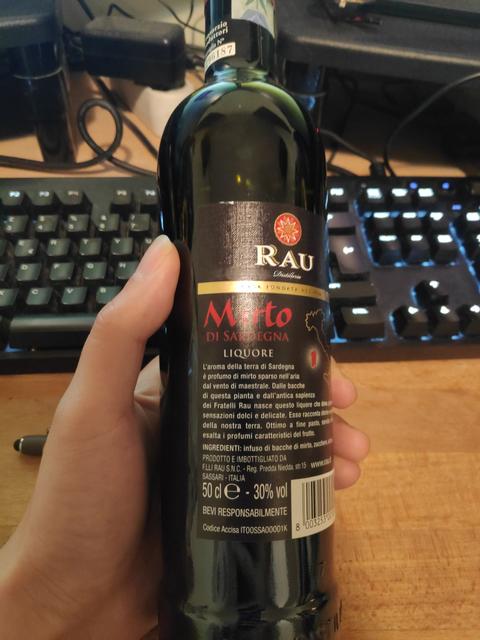 RAU
Distillerie
Mirto
DI SARDEGNA
LIQUORE
L'aroma della terra di Sardegna
è profumo di mirto sparso nell'aria
dal vento di maestrale. Dalle bacche
di questa pianta e dall'antica sapienza
dei Fratelli Rau nasce questo liquore che
sensazioni dolci e delicate. Esso racconta
della nostra terra. Ottimo a fine pasto,
esalta i profumi caratteristici del frutto.
INGREDIENTI: infuso di bacche di mirto, zucchero,
PRODOTTO E IMBOTTIGLIATO DA
F.LLI RAU S.N.C. - Reg. Predda Niedda, str.15 www.rau
SASSARI - ITALIA
50 cl e - 30% vol
BEVI RESPONSABILMENTE
Codice Accisa IT00SSA00001K